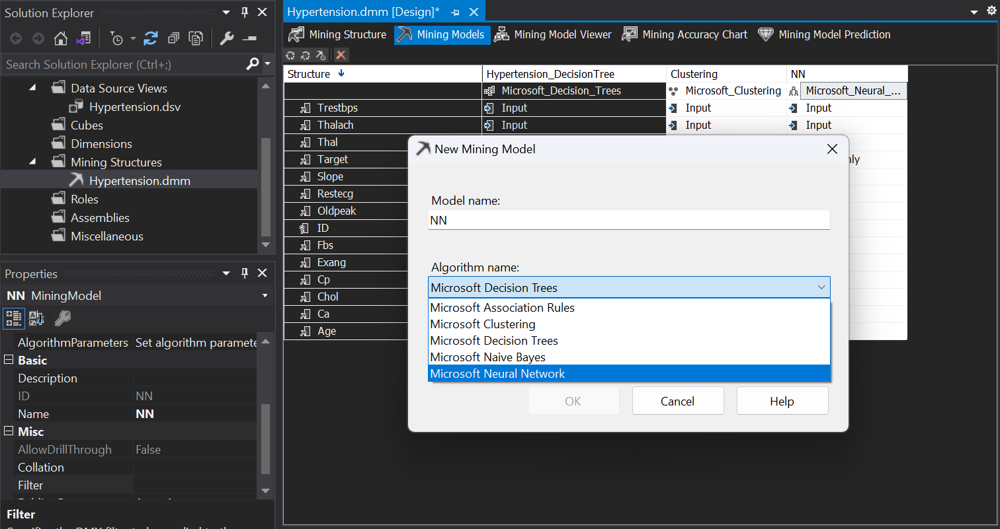 Solution Explorer
Search Solution Explorer (Ctrl+;)
Data Source Views
Hypertension.dsv
Cubes
Dimensions
Mining Structures
Hypertension.dmm
Roles
Assemblies
Miscellaneous
Properties
NN MiningModel
AlgorithmParameters Set algorithm paramete
Basic
Description
ID NN
Name NN
Misc
AllowDrillThrough False
Collation
Filter
Filter
Hypertension.dmm [Design]*
Mining Structure Mining Models Mining Model Viewer Mining Accuracy Chart Mining Model Prediction
Structure Hypertension_DecisionTree Clustering NN
Microsoft_Decision_Trees Microsoft_Clustering Microsoft_Neural_...
Trestbps Input Input Input
Thalach Input Input Input
Thal
Target nly
Slope
Restecg
Oldpeak
ID
Fbs
Exang
Cp
Chol
Ca
Age
New Mining Model
Model name:
NN
Algorithm name:
Microsoft Decision Trees
Microsoft Association Rules
Microsoft Clustering
Microsoft Decision Trees
Microsoft Naive Bayes
Microsoft Neural Network
OK Cancel Help